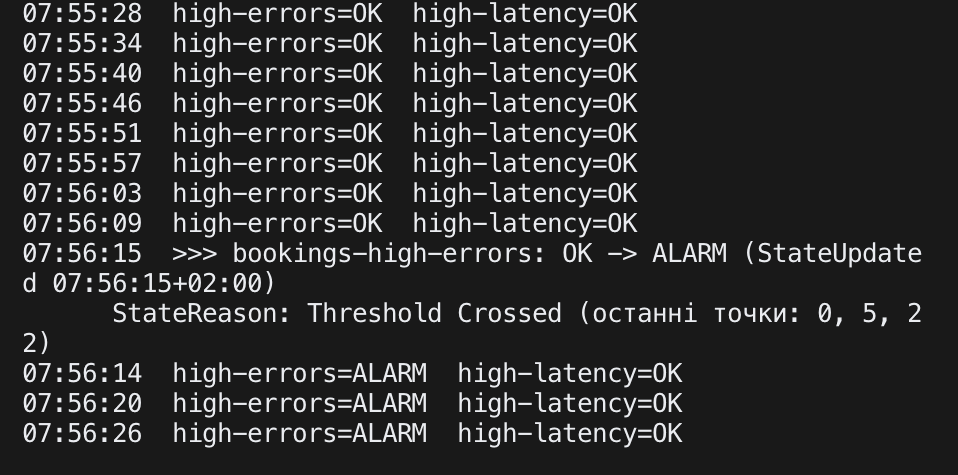 07:55:28  high-errors=OK  high-latency=OK
07:55:34  high-errors=OK  high-latency=OK
07:55:40  high-errors=OK  high-latency=OK
07:55:46  high-errors=OK  high-latency=OK
07:55:51  high-errors=OK  high-latency=OK
07:55:57  high-errors=OK  high-latency=OK
07:56:03  high-errors=OK  high-latency=OK
07:56:09  high-errors=OK  high-latency=OK
07:56:15  >>> bookings-high-errors: OK -> ALARM (StateUpdate
d 07:56:15+02:00)
      StateReason: Threshold Crossed (останні точки: 0, 5, 2
2)
07:56:14  high-errors=ALARM  high-latency=OK
07:56:20  high-errors=ALARM  high-latency=OK
07:56:26  high-errors=ALARM  high-latency=OK